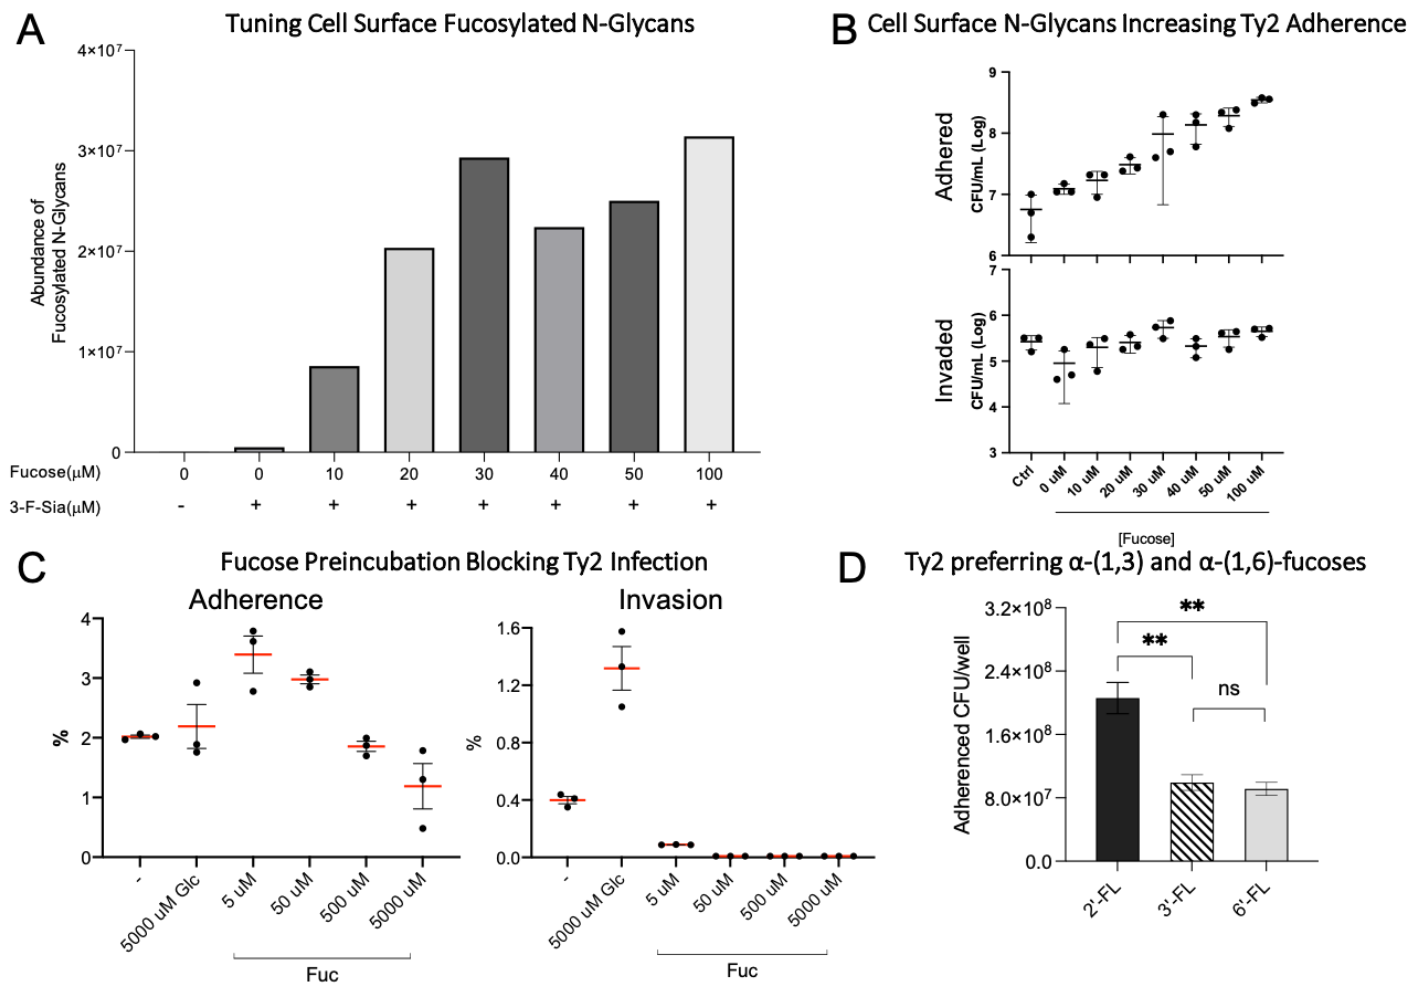 A
Tuning Cell Surface Fucosylated N-Glycans
Abundance of
Fucosylated N-Glycans
4×10⁷
3×10⁷
2×10⁷
1×10⁷
0
Fucose(μM) 0 0 10 20 30 40 50 100
3-F-Sia(μM) - + + + + + + +
B
Cell Surface N-Glycans Increasing Ty2 Adherence
Adhered
CFU/mL (Log)
9
8
7
6
Invaded
CFU/mL (Log)
7
6
5
4
3
Ctrl 0 uM 10 uM 20 uM 30 uM 40 uM 50 uM 100 uM
[Fucose]
C
Fucose Preincubation Blocking Ty2 Infection
Adherence
%
4
3
2
1
0
- 5000 uM Glc 5 uM 50 uM 500 uM 5000 uM
Fuc
Invasion
%
1.6
1.2
0.8
0.4
0.0
- 5000 uM Glc 5 uM 50 uM 500 uM 5000 uM
Fuc
D
Ty2 preferring α-(1,3) and α-(1,6)-fucoses
Adherenced CFU/well
3.2×10⁸
2.4×10⁸
1.6×10⁸
8.0×10⁷
0.0
**
**
ns
2'-FL 3'-FL 6'-FL